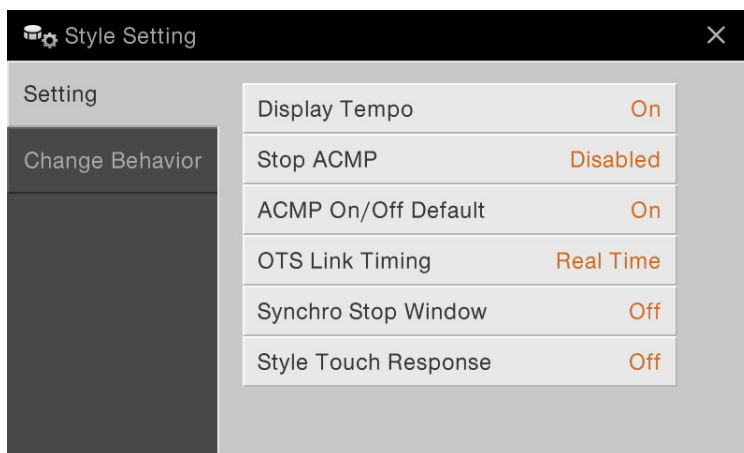 Style Setting
Setting
Change Behavior
Display Tempo On
Stop ACMP Disabled
ACMP On/Off Default On
OTS Link Timing Real Time
Synchro Stop Window Off
Style Touch Response Off